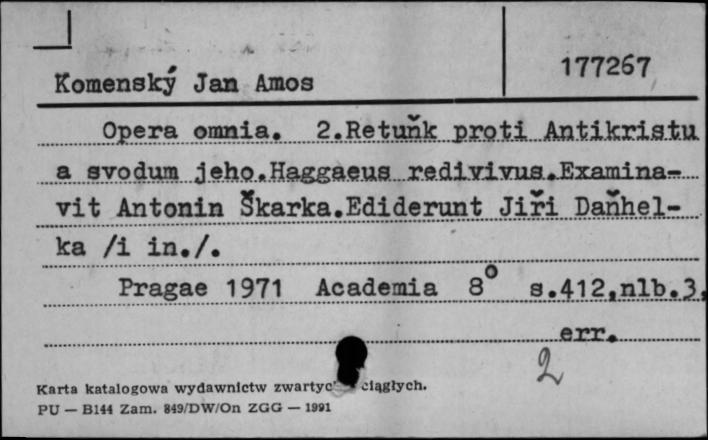 177267
Komenský Jan Amos
Opera omnia. 2.Retuňk proti Antikristu
a svodum jeho.Haggaeus redivivus.Examina-
vit Antonin Škarka.Ediderunt Jiři Daňhel-
ka /i in./.
Pragae 1971 Academia 8° s.412,nlb.3,
err.
2
Karta katalogowa wydawnictw ciągłych.
PU — B144 Zam. 849/DW/On ZGG — 1991